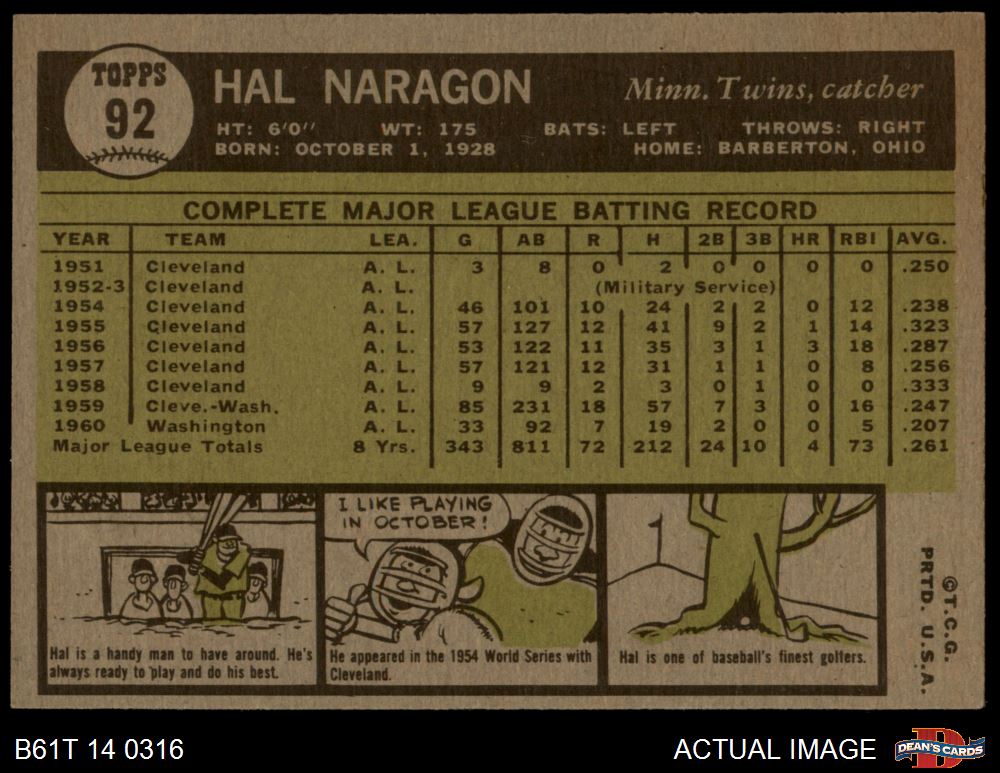 TOPPS
92
HAL NARAGON
Minn. Twins, catcher
HT: 6'0" WT: 175 BATS: LEFT THROWS: RIGHT
BORN: OCTOBER 1, 1928 HOME: BARBERTON, OHIO
COMPLETE MAJOR LEAGUE BATTING RECORD
YEAR TEAM LEA. G AB R H 2B 3B HR RBI AVG.
1951 Cleveland A. L. 3 8 0 2 0 0 0 0 .250
1952-3 Cleveland A. L. (Military Service)
1954 Cleveland A. L. 46 101 10 24 2 2 0 12 .238
1955 Cleveland A. L. 57 127 12 41 9 2 1 14 .323
1956 Cleveland A. L. 53 122 11 35 3 1 3 18 .287
1957 Cleveland A. L. 57 121 12 31 1 1 0 8 .256
1958 Cleveland A. L. 9 9 2 3 0 1 0 0 .333
1959 Cleve.-Wash. A. L. 85 231 18 57 7 3 0 16 .247
1960 Washington A. L. 33 92 7 19 2 0 0 5 .207
Major League Totals 8 Yrs. 343 811 72 212 24 10 4 73 .261
I LIKE PLAYING
IN OCTOBER!
Hal is a handy man to have around. He's
always ready to play and do his best.
He appeared in the 1954 World Series with
Cleveland.
Hal is one of baseball's finest golfers.
©T.C.G.
PRTD. U.S.A.
B61T 14 0316
ACTUAL IMAGE
D
DEAN'S CARDS